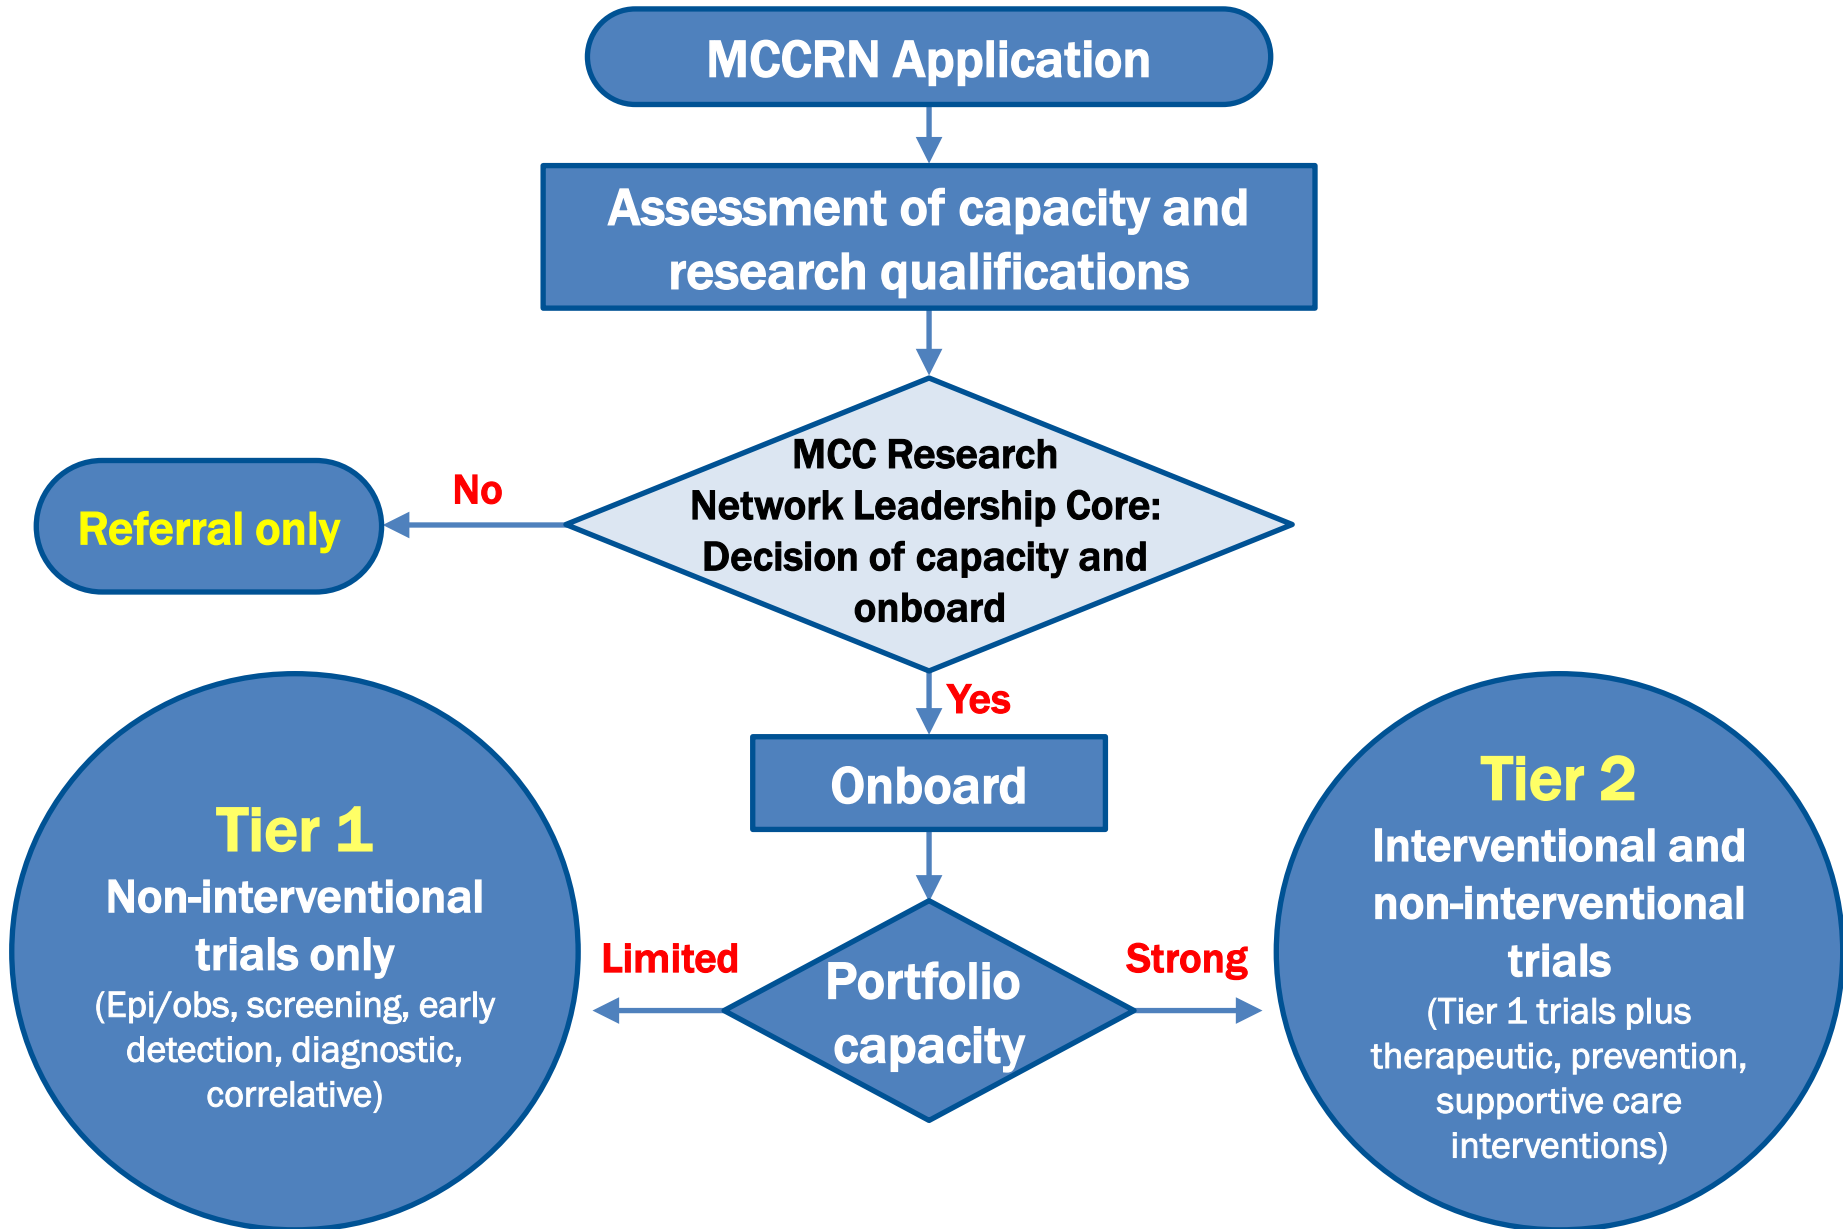 MCCRN Application
Assessment of capacity and
research qualifications
MCC Research
Network Leadership Core:
Decision of capacity and
onboard
No
Referral only
Yes
Onboard
Tier 1
Non-interventional
trials only
(Epi/obs, screening, early
detection, diagnostic,
correlative)
Limited
Portfolio
capacity
Strong
Tier 2
Interventional and
non-interventional
trials
(Tier 1 trials plus
therapeutic, prevention,
supportive care
interventions)